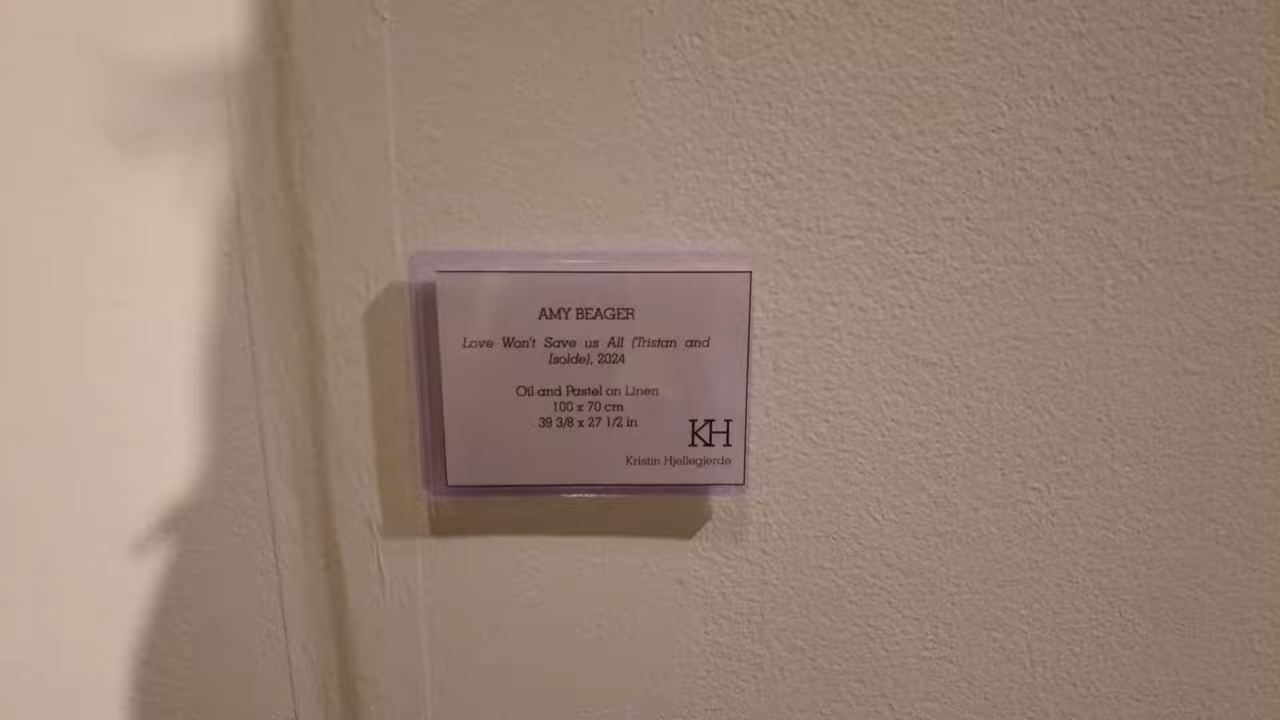 AMY BEAGER
Love Won't Save us All (Tristan and
Isolde), 2024
Oil and Pastel on Linen
100 x 70 cm
39 3/8 x 27 1/2 in
KH
Kristin Hjellegjerde